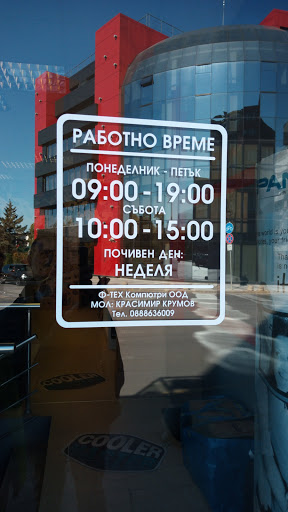 РАБОТНО ВРЕМЕ
ПОНЕДЕЛНИК - ПЕТЪК
09:00 - 19:00
СЪБОТА
10:00 - 15:00
ПОЧИВЕН ДЕН:
НЕДЕЛЯ
Ф-ТЕХ Компютри ООД
МОЛ: КРАСИМИР КРУМОВ
Тел. 0888636009
COOLER
COOLER